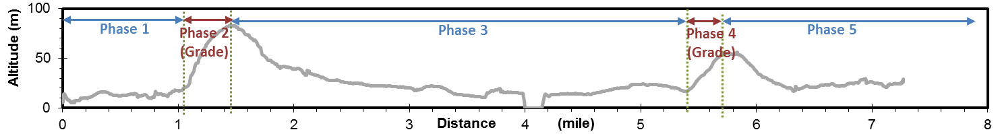 Altitude (m)
100
50
0
Phase 1
Phase 2
(Grade)
Phase 3
Phase 4
(Grade)
Phase 5
0 1 2 3 4 5 6 7 8
Distance (mile)